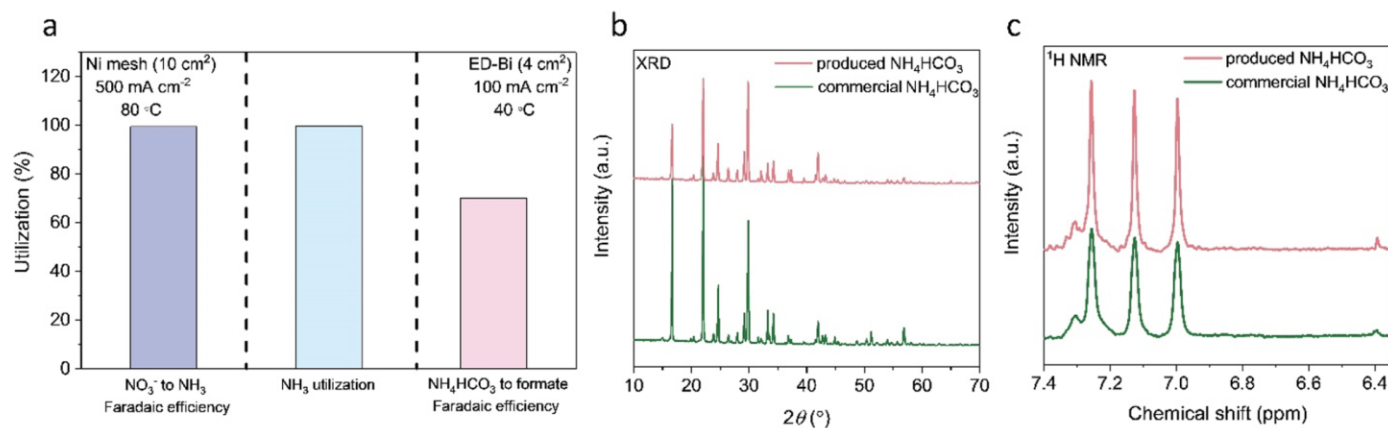 a
Utilization (%)
120
100
80
60
40
20
0
Ni mesh (10 cm²)
500 mA cm⁻²
80 °C
ED-Bi (4 cm²)
100 mA cm⁻²
40 °C
NO₃⁻ to NH₃
Faradaic efficiency
NH₃ utilization
NH₄HCO₃ to formate
Faradaic efficiency
b
Intensity (a.u.)
XRD
produced NH₄HCO₃
commercial NH₄HCO₃
10 20 30 40 50 60 70
2θ (°)
c
Intensity (a.u.)
¹H NMR
produced NH₄HCO₃
commercial NH₄HCO₃
7.4 7.2 7.0 6.8 6.6 6.4
Chemical shift (ppm)